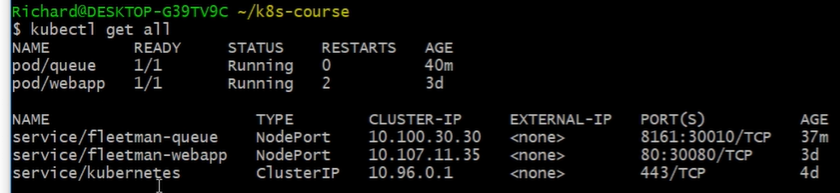 Richard@DESKTOP-G39TV9C ~/k8s-course
$ kubectl get all
NAME READY STATUS RESTARTS AGE
pod/queue 1/1 Running 0 40m
pod/webapp 1/1 Running 2 3d
NAME TYPE CLUSTER-IP EXTERNAL-IP PORT(S) AGE
service/fleetman-queue NodePort 10.100.30.30 <none> 8161:30010/TCP 37m
service/fleetman-webapp NodePort 10.107.11.35 <none> 80:30080/TCP 3d
service/kubernetes ClusterIP 10.96.0.1 <none> 443/TCP 4d